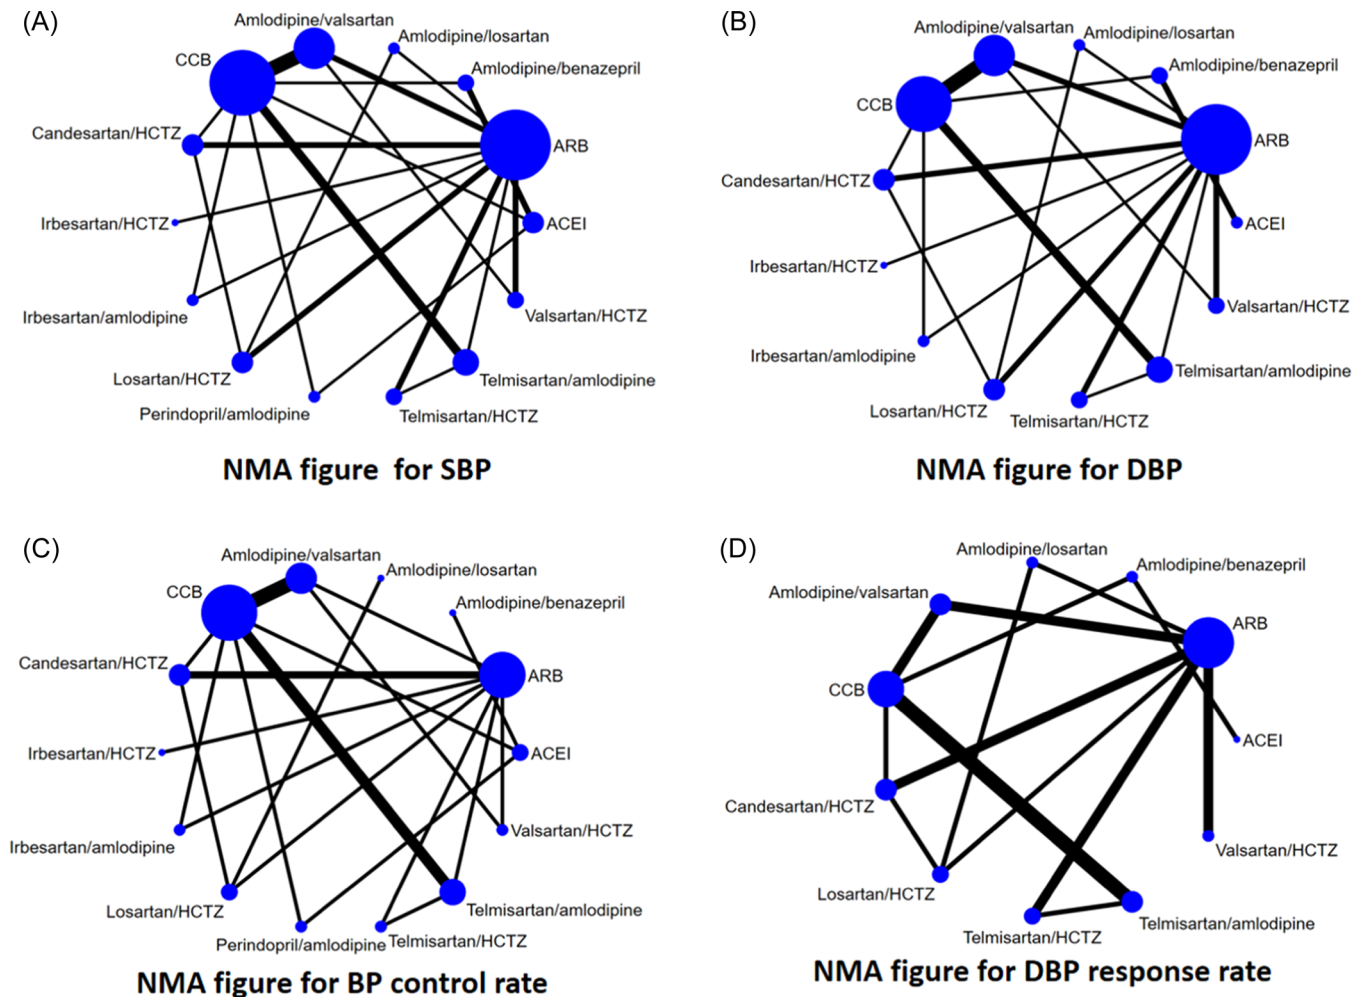 (A)
Amlodipine/valsartan
Amlodipine/losartan
CCB
Amlodipine/benazepril
Candesartan/HCTZ
ARB
Irbesartan/HCTZ
ACEI
Irbesartan/amlodipine
Valsartan/HCTZ
Losartan/HCTZ
Telmisartan/amlodipine
Perindopril/amlodipine
Telmisartan/HCTZ
NMA figure for SBP
(B)
Amlodipine/valsartan
Amlodipine/losartan
Amlodipine/benazepril
CCB
ARB
Candesartan/HCTZ
ACEI
Irbesartan/HCTZ
Valsartan/HCTZ
Irbesartan/amlodipine
Telmisartan/amlodipine
Losartan/HCTZ
Telmisartan/HCTZ
NMA figure for DBP
(C)
Amlodipine/valsartan
Amlodipine/losartan
CCB
Amlodipine/benazepril
Candesartan/HCTZ
ARB
Irbesartan/HCTZ
ACEI
Irbesartan/amlodipine
Valsartan/HCTZ
Losartan/HCTZ
Telmisartan/amlodipine
Perindopril/amlodipine
Telmisartan/HCTZ
NMA figure for BP control rate
(D)
Amlodipine/losartan
Amlodipine/benazepril
Amlodipine/valsartan
ARB
CCB
ACEI
Candesartan/HCTZ
Valsartan/HCTZ
Losartan/HCTZ
Telmisartan/amlodipine
Telmisartan/HCTZ
NMA figure for DBP response rate